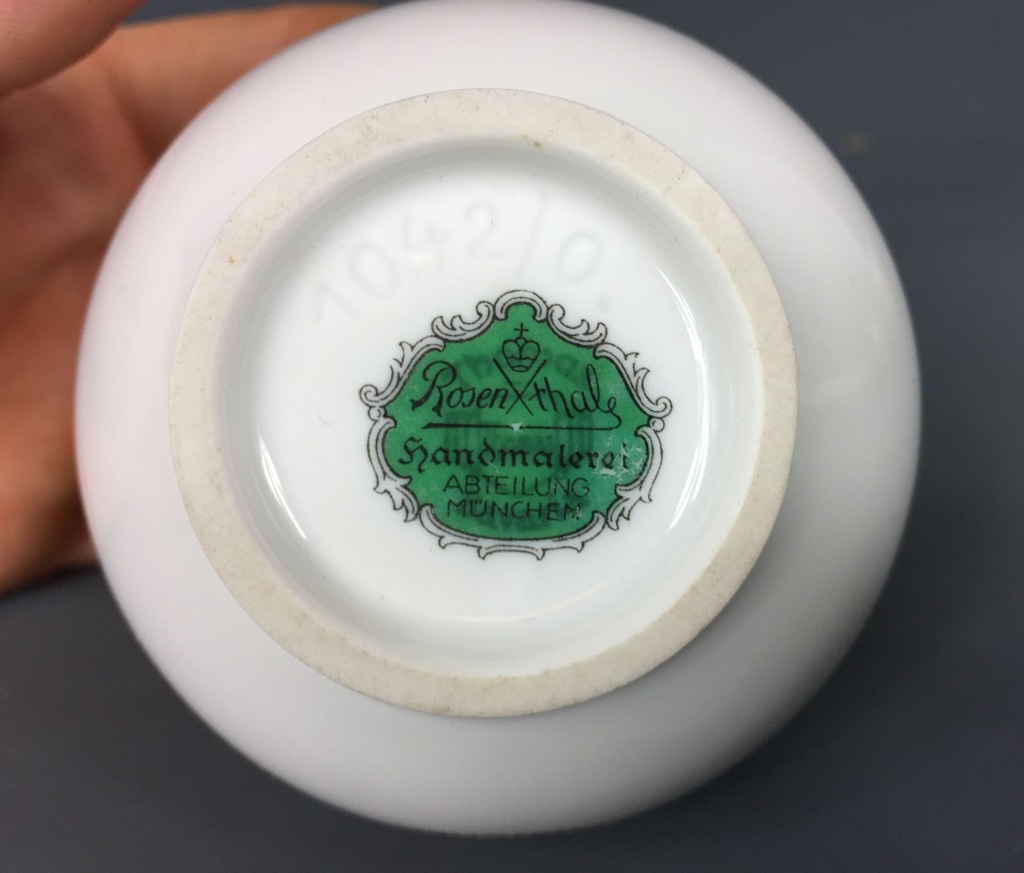 1042/0.
Rosenthal
Handmalerei
ABTEILUNG
MÜNCHEN